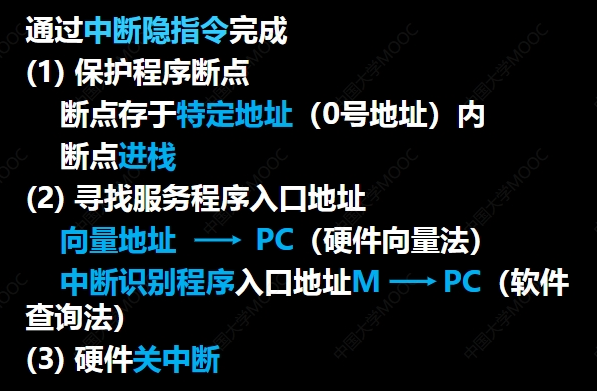 通过中断隐指令完成
(1) 保护程序断点
断点存于特定地址（0号地址）内
断点进栈
(2) 寻找服务程序入口地址
向量地址 → PC（硬件向量法）
中断识别程序入口地址M → PC（软件
查询法）
(3) 硬件关中断
中国大学MOOC